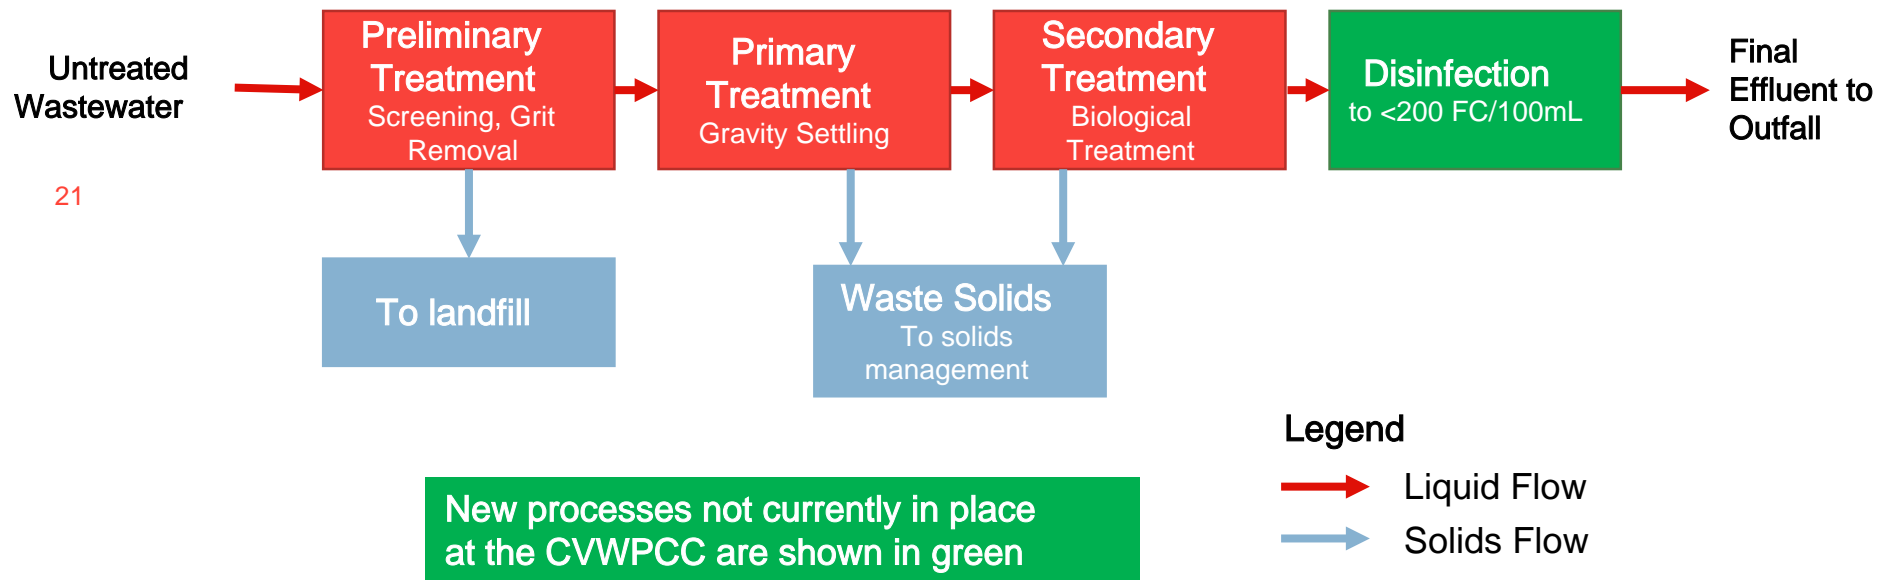 Untreated
Wastewater
Preliminary
Treatment
Screening, Grit
Removal
Primary
Treatment
Gravity Settling
Secondary
Treatment
Biological
Treatment
Disinfection
to <200 FC/100mL
Final
Effluent to
Outfall
21
To landfill
Waste Solids
To solids
management
Legend
Liquid Flow
Solids Flow
New processes not currently in place
at the CVWPCC are shown in green